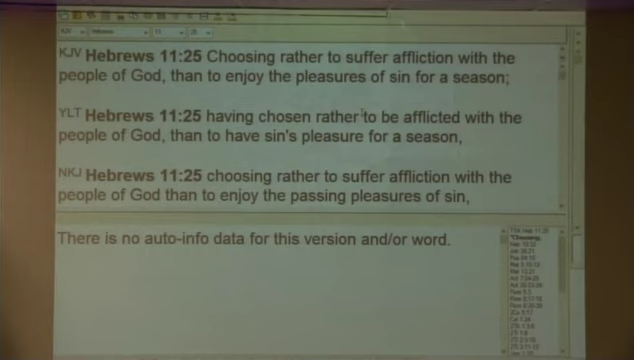 KJV Hebrews 11 25
KJV Hebrews 11:25 Choosing rather to suffer affliction with the
people of God, than to enjoy the pleasures of sin for a season;
YLT Hebrews 11:25 having chosen rather to be afflicted with the
people of God, than to have sin's pleasure for a season,
NKJ Hebrews 11:25 choosing rather to suffer affliction with the
people of God than to enjoy the passing pleasures of sin,
There is no auto-info data for this version and/or word.